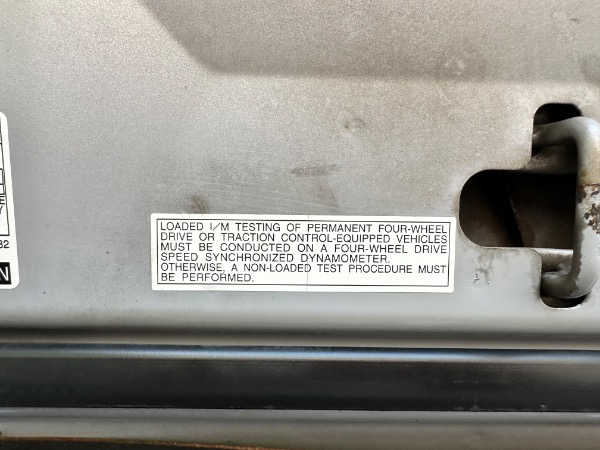 LOADED I/M TESTING OF PERMANENT FOUR-WHEEL
DRIVE OR TRACTION CONTROL-EQUIPPED VEHICLES
MUST BE CONDUCTED ON A FOUR-WHEEL DRIVE
SPEED SYNCHRONIZED DYNAMOMETER.
OTHERWISE, A NON-LOADED TEST PROCEDURE MUST
BE PERFORMED.